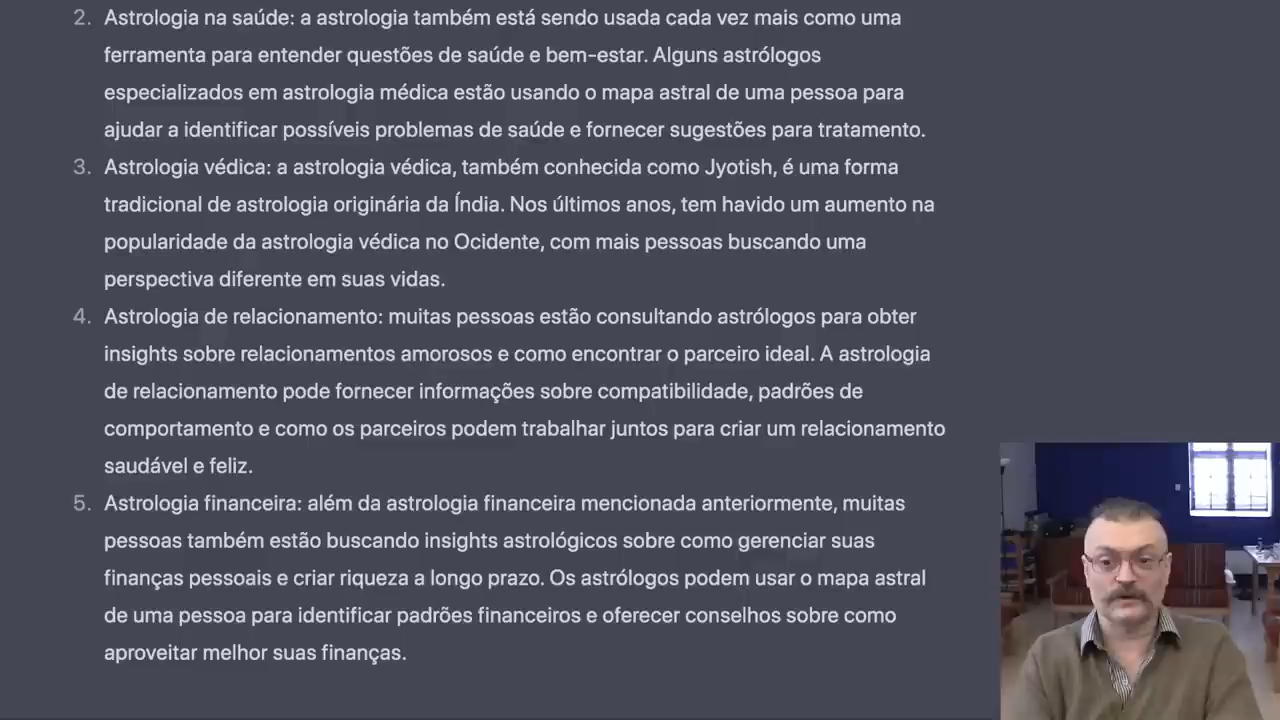 2. Astrologia na saúde: a astrologia também está sendo usada cada vez mais como uma
ferramenta para entender questões de saúde e bem-estar. Alguns astrólogos
especializados em astrologia médica estão usando o mapa astral de uma pessoa para
ajudar a identificar possíveis problemas de saúde e fornecer sugestões para tratamento.
3. Astrologia védica: a astrologia védica, também conhecida como Jyotish, é uma forma
tradicional de astrologia originária da Índia. Nos últimos anos, tem havido um aumento na
popularidade da astrologia védica no Ocidente, com mais pessoas buscando uma
perspectiva diferente em suas vidas.
4. Astrologia de relacionamento: muitas pessoas estão consultando astrólogos para obter
insights sobre relacionamentos amorosos e como encontrar o parceiro ideal. A astrologia
de relacionamento pode fornecer informações sobre compatibilidade, padrões de
comportamento e como os parceiros podem trabalhar juntos para criar um relacionamento
saudável e feliz.
5. Astrologia financeira: além da astrologia financeira mencionada anteriormente, muitas
pessoas também estão buscando insights astrológicos sobre como gerenciar suas
finanças pessoais e criar riqueza a longo prazo. Os astrólogos podem usar o mapa astral
de uma pessoa para identificar padrões financeiros e oferecer conselhos sobre como
aproveitar melhor suas finanças.